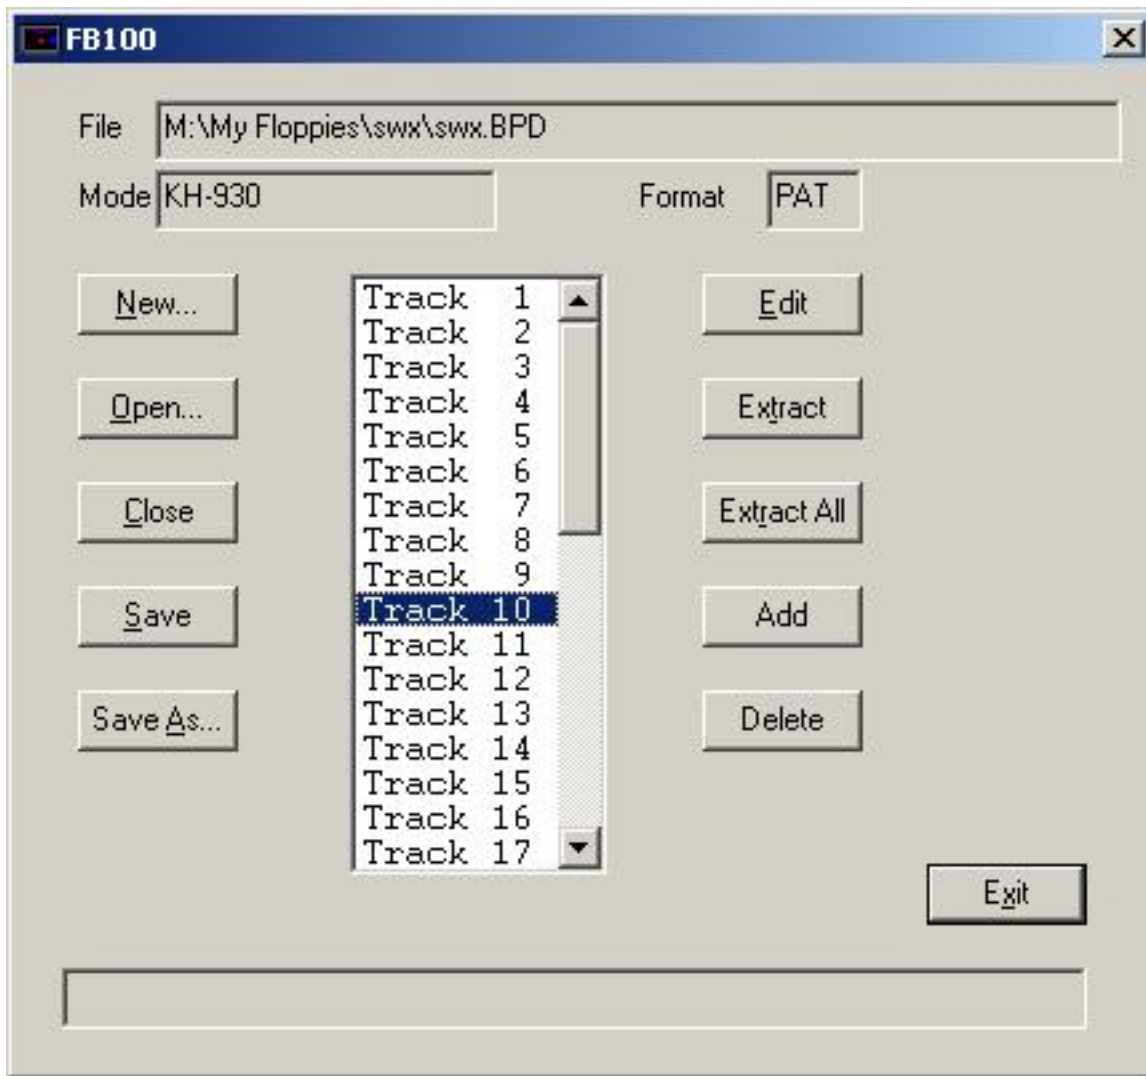 FB100
File M:\My Floppies\swx\swx.BPD
Mode KH-930 Format PAT
New...
Open...
Close
Save
Save As...
Track 1
Track 2
Track 3
Track 4
Track 5
Track 6
Track 7
Track 8
Track 9
Track 10
Track 11
Track 12
Track 13
Track 14
Track 15
Track 16
Track 17
Edit
Extract
Extract All
Add
Delete
Exit